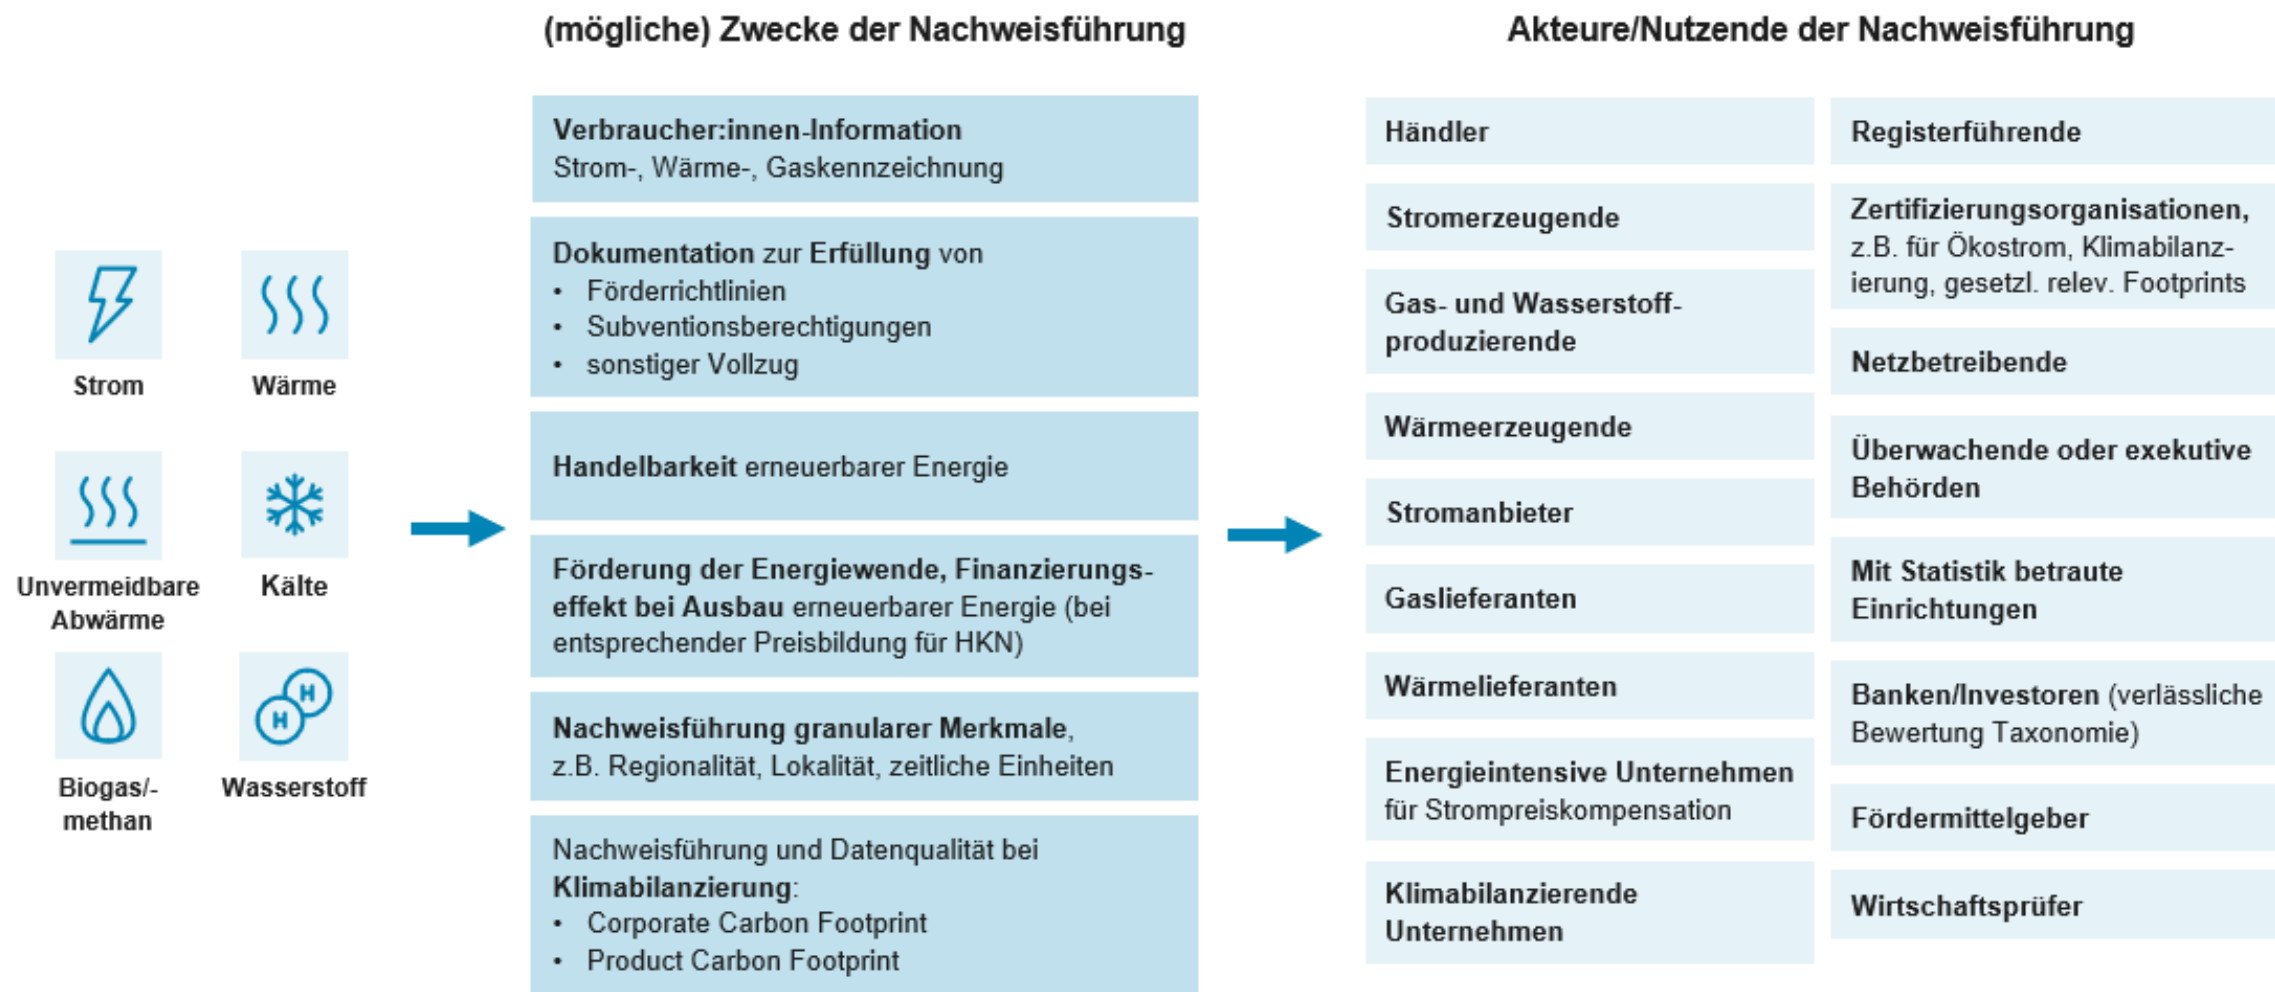 (mögliche) Zwecke der Nachweisführung
Akteure/Nutzende der Nachweisführung
Strom
Wärme
Unvermeidbare
Abwärme
Kälte
Biogas/-
methan
Wasserstoff
H
H
Verbraucher:innen-Information
Strom-, Wärme-, Gaskennzeichnung
Dokumentation zur Erfüllung von
• Förderrichtlinien
• Subventionsberechtigungen
• sonstiger Vollzug
Handelbarkeit erneuerbarer Energie
Förderung der Energiewende, Finanzierungs-
effekt bei Ausbau erneuerbarer Energie (bei
entsprechender Preisbildung für HKN)
Nachweisführung granularer Merkmale,
z.B. Regionalität, Lokalität, zeitliche Einheiten
Nachweisführung und Datenqualität bei
Klimabilanzierung:
• Corporate Carbon Footprint
• Product Carbon Footprint
Händler
Stromerzeugende
Gas- und Wasserstoff-
produzierende
Wärmeerzeugende
Stromanbieter
Gaslieferanten
Wärmelieferanten
Energieintensive Unternehmen
für Strompreiskompensation
Klimabilanzierende
Unternehmen
Registerführende
Zertifizierungsorganisationen,
z.B. für Ökostrom, Klimabilanz-
ierung, gesetzl. relev. Footprints
Netzbetreibende
Überwachende oder exekutive
Behörden
Mit Statistik betraute
Einrichtungen
Banken/Investoren (verlässliche
Bewertung Taxonomie)
Fördermittelgeber
Wirtschaftsprüfer